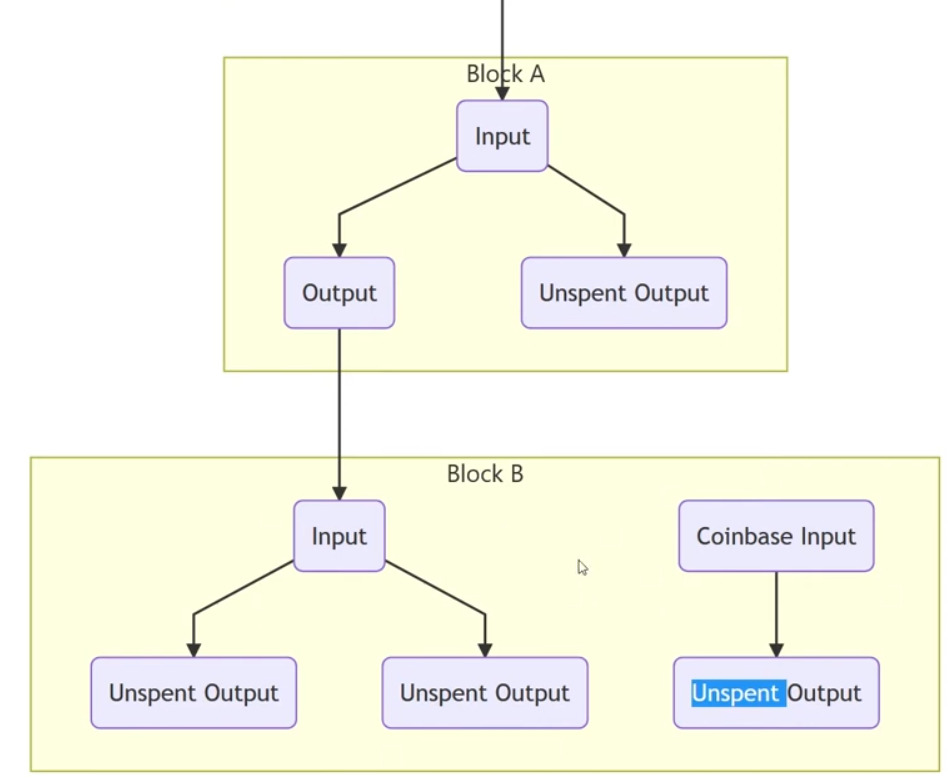 Block A
Input
Output
Unspent Output
Block B
Input
Coinbase Input
Unspent Output
Unspent Output
Unspent Output